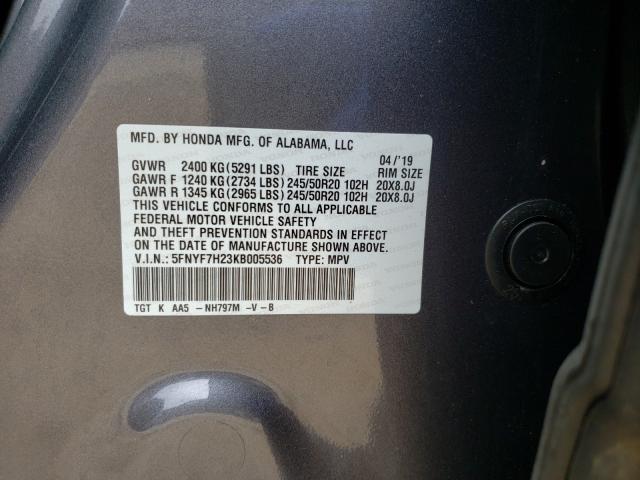 MFD. BY HONDA MFG. OF ALABAMA, LLC 04/'19
GVWR 2400 KG (5291 LBS) TIRE SIZE RIM SIZE
GAWR F 1240 KG (2734 LBS) 245/50R20 102H 20X8.0J
GAWR R 1345 KG (2965 LBS) 245/50R20 102H 20X8.0J
THIS VEHICLE CONFORMS TO ALL APPLICABLE
FEDERAL MOTOR VEHICLE SAFETY
AND THEFT PREVENTION STANDARDS IN EFFECT
ON THE DATE OF MANUFACTURE SHOWN ABOVE.
V.I.N.: 5FNYF7H23KB005536 TYPE: MPV
TGT K AA5 -NH797M -V-B